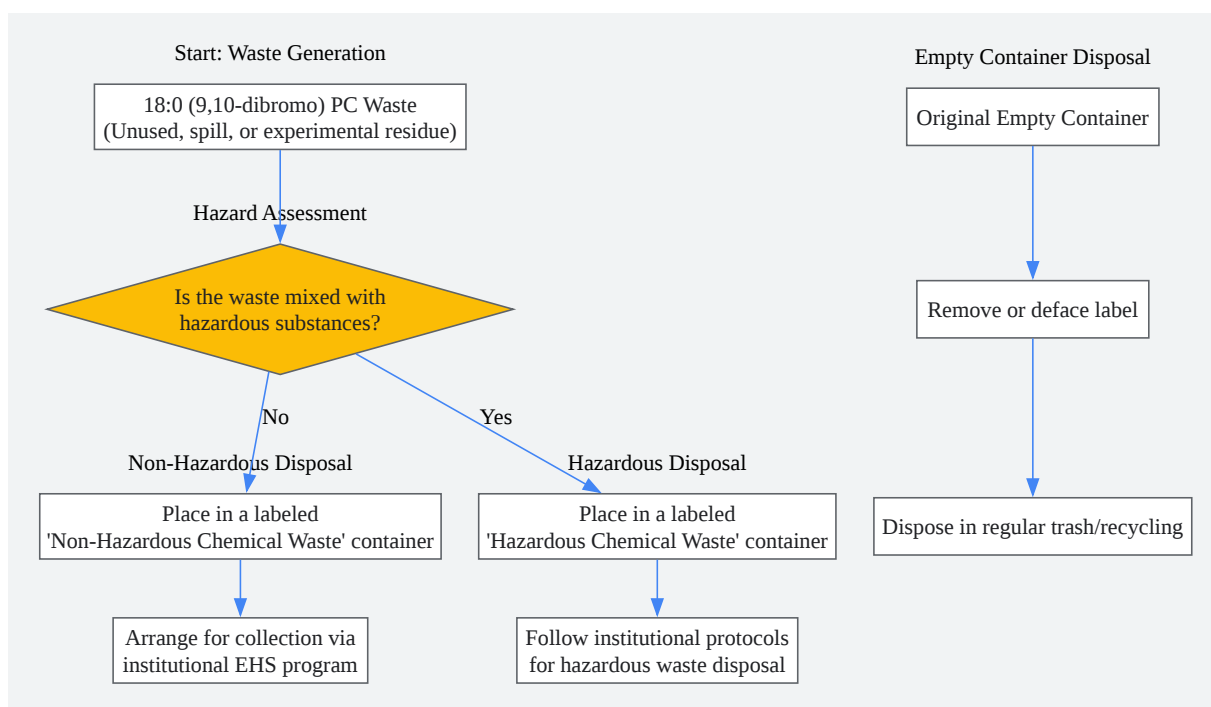 Start: Waste Generation
18:0 (9,10-dibromo) PC Waste
(Unused, spill, or experimental residue)
Hazard Assessment
Is the waste mixed with
hazardous substances?
No
Yes
Non-Hazardous Disposal
Place in a labeled
'Non-Hazardous Chemical Waste' container
Arrange for collection via
institutional EHS program
Hazardous Disposal
Place in a labeled
'Hazardous Chemical Waste' container
Follow institutional protocols
for hazardous waste disposal
Empty Container Disposal
Original Empty Container
Remove or deface label
Dispose in regular trash/recycling